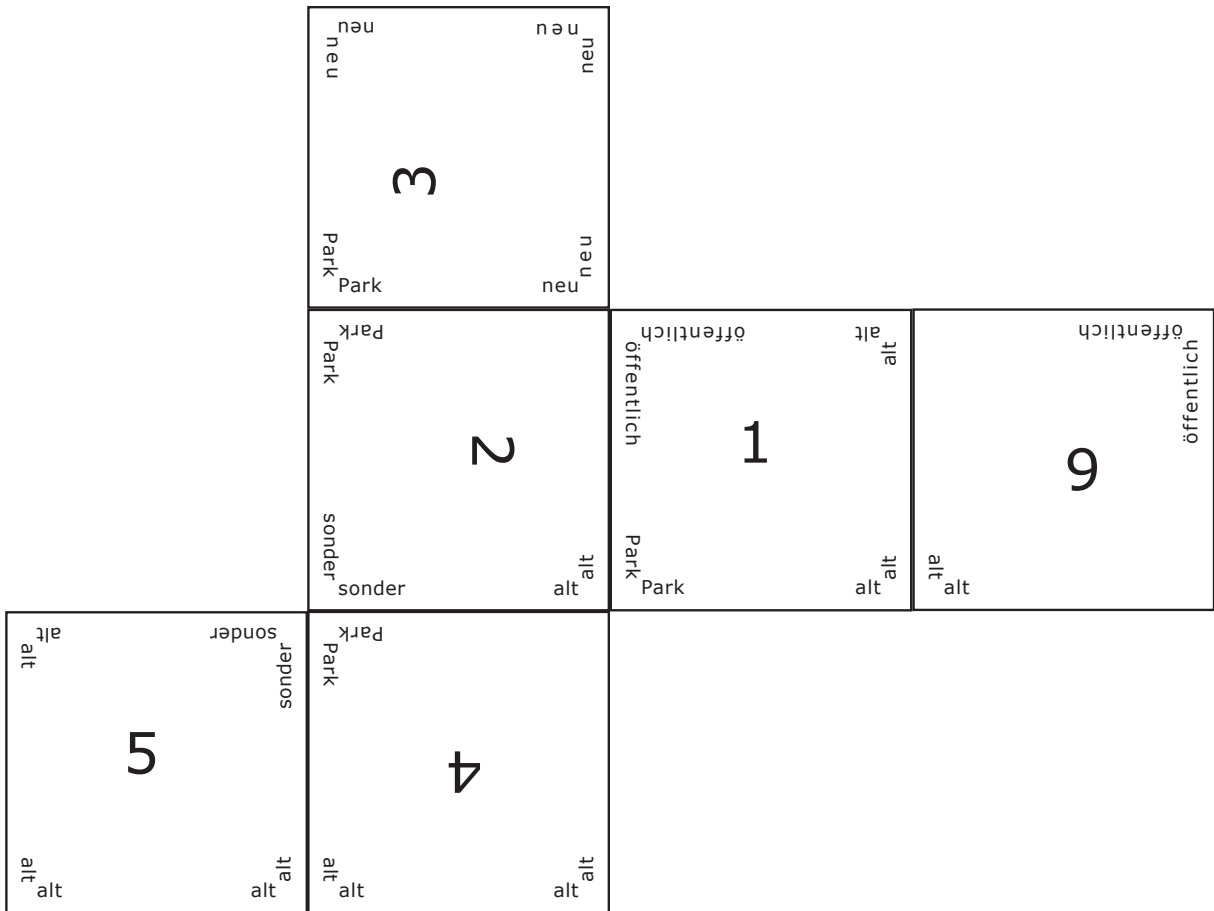 neu neu
neu neu
3
Park neu
Park neu
Park öffentlich alt öffentlich
Park öffentlich alt öffentlich
2 1 6
sonder alt Park alt alt
sonder alt Park alt alt
alt sonder Park
alt sonder Park
5 4
alt alt alt alt
alt alt alt alt